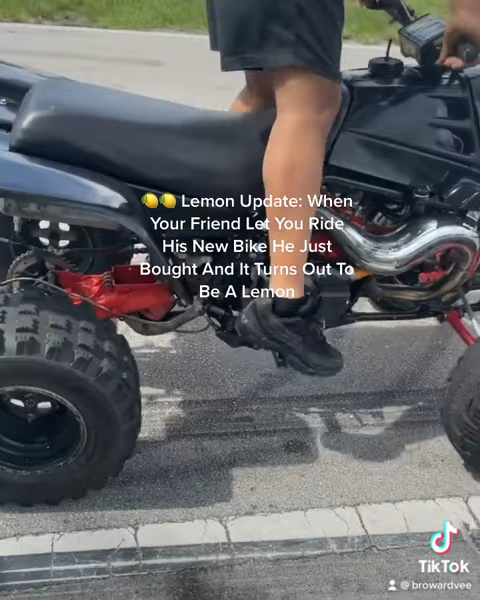 🍋🍋 Lemon Update: When
Your Friend Let You Ride
His New Bike He Just
Bought And It Turns Out To
Be A Lemon
TikTok
@ browardvee